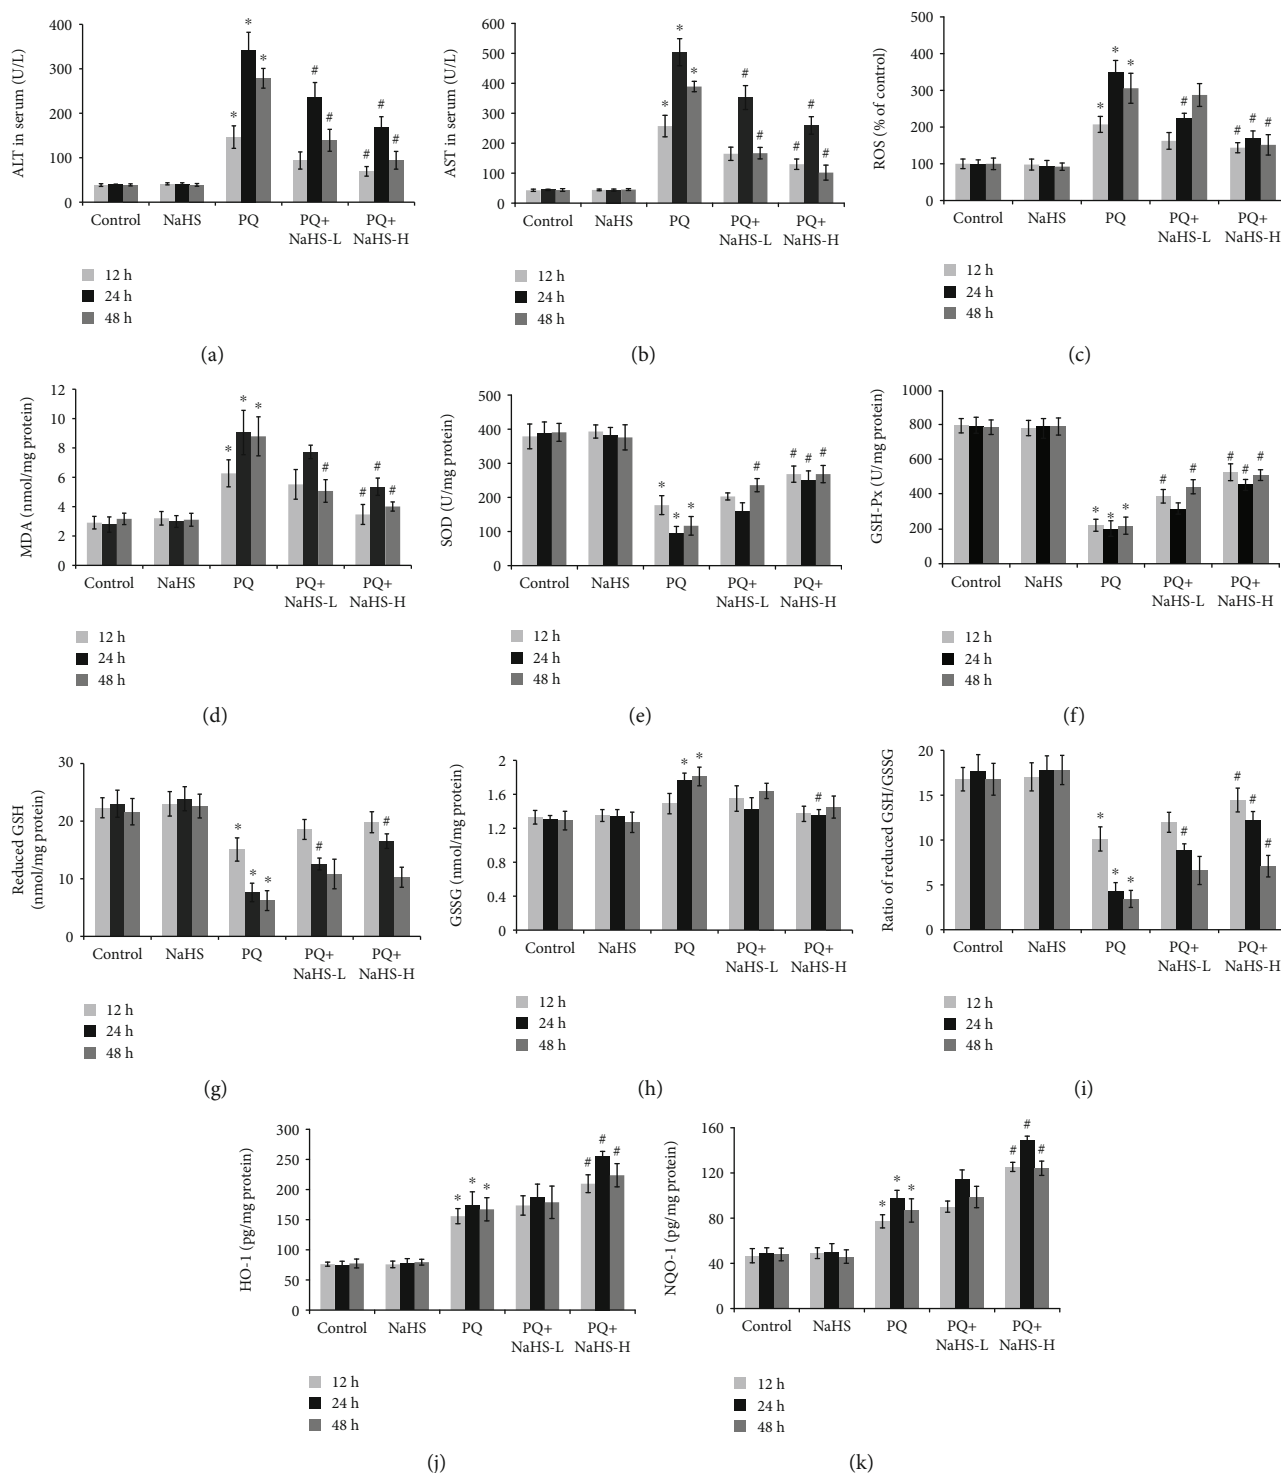 ALT in serum (U/L)
400
300
200
100
0
* * *
# #
# # #
Control NaHS PQ PQ+ PQ+
NaHS-L NaHS-H
12 h
24 h
48 h
(a)
AST in serum (U/L)
600
500
400
300
200
100
0
* * *
# #
# # #
Control NaHS PQ PQ+ PQ+
NaHS-L NaHS-H
12 h
24 h
48 h
(b)
ROS (% of control)
500
400
300
200
100
0
* * *
#
# # #
Control NaHS PQ PQ+ PQ+
NaHS-L NaHS-H
12 h
24 h
48 h
(c)
MDA (nmol/mg protein)
12
10
8
6
4
2
0
* * *
#
# # #
Control NaHS PQ PQ+ PQ+
NaHS-L NaHS-H
12 h
24 h
48 h
(d)
SOD (U/mg protein)
500
400
300
200
100
0
* * *
#
# # #
Control NaHS PQ PQ+ PQ+
NaHS-L NaHS-H
12 h
24 h
48 h
(e)
GSH-Px (U/mg protein)
1000
800
600
400
200
0
* * *
# #
# # #
Control NaHS PQ PQ+ PQ+
NaHS-L NaHS-H
12 h
24 h
48 h
(f)
Reduced GSH
(nmol/mg protein)
30
20
10
0
* * *
#
#
Control NaHS PQ PQ+ PQ+
NaHS-L NaHS-H
12 h
24 h
48 h
(g)
GSSG (nmol/mg protein)
2
1.6
1.2
0.8
0.4
0
* *
#
Control NaHS PQ PQ+ PQ+
NaHS-L NaHS-H
12 h
24 h
48 h
(h)
Ratio of reduced GSH/GSSG
20
15
10
5
0
* * *
#
# # #
Control NaHS PQ PQ+ PQ+
NaHS-L NaHS-H
12 h
24 h
48 h
(i)
HO-1 (pg/mg protein)
300
250
200
150
100
50
0
* * *
# # #
Control NaHS PQ PQ+ PQ+
NaHS-L NaHS-H
12 h
24 h
48 h
(j)
NQO-1 (pg/mg protein)
160
120
80
40
0
* * *
# # #
Control NaHS PQ PQ+ PQ+
NaHS-L NaHS-H
12 h
24 h
48 h
(k)